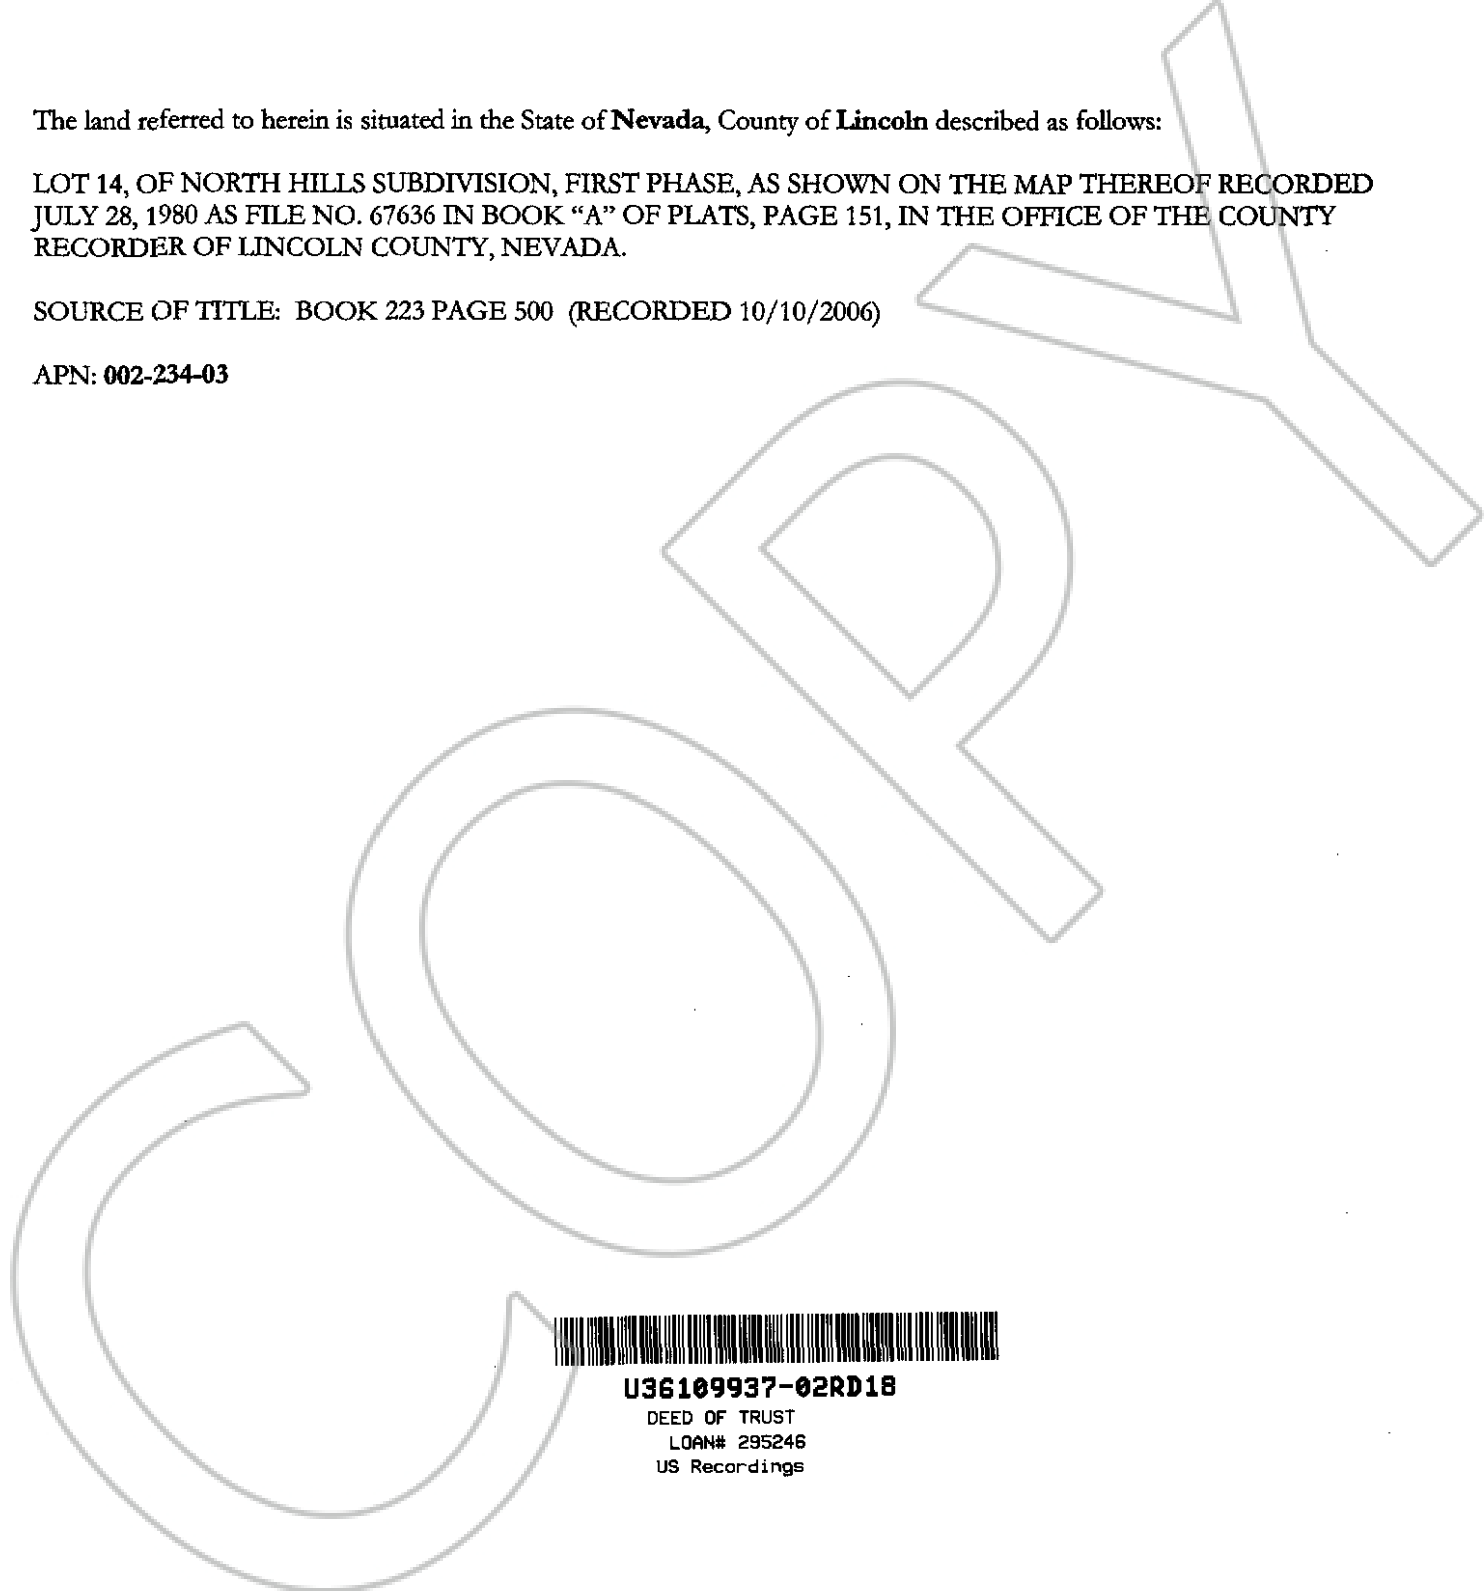 The land referred to herein is situated in the State of Nevada, County of Lincoln described as follows:
LOT 14, OF NORTH HILLS SUBDIVISION, FIRST PHASE, AS SHOWN ON THE MAP THEREOF RECORDED
JULY 28, 1980 AS FILE NO. 67636 IN BOOK “A” OF PLATS, PAGE 151, IN THE OFFICE OF THE COUNTY
RECORDER OF LINCOLN COUNTY, NEVADA.
SOURCE OF TITLE: BOOK 223 PAGE 500 (RECORDED 10/10/2006)
APN: 002-234-03
COPY
U36109937-02RD18
DEED OF TRUST
LOAN# 295246
US Recordings